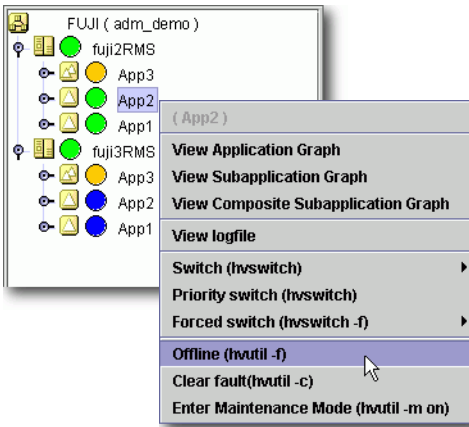 FUJI ( adm_demo )
fuji2RMS
App3
App2
App1
fuji3RMS
App3
App2
App1
( App2 )
View Application Graph
View Subapplication Graph
View Composite Subapplication Graph
View logfile
Switch (hvswitch)
Priority switch (hvswitch)
Forced switch (hvswitch -f)
Offline (hvutil -f)
Clear fault(hvutil -c)
Enter Maintenance Mode (hvutil -m on)